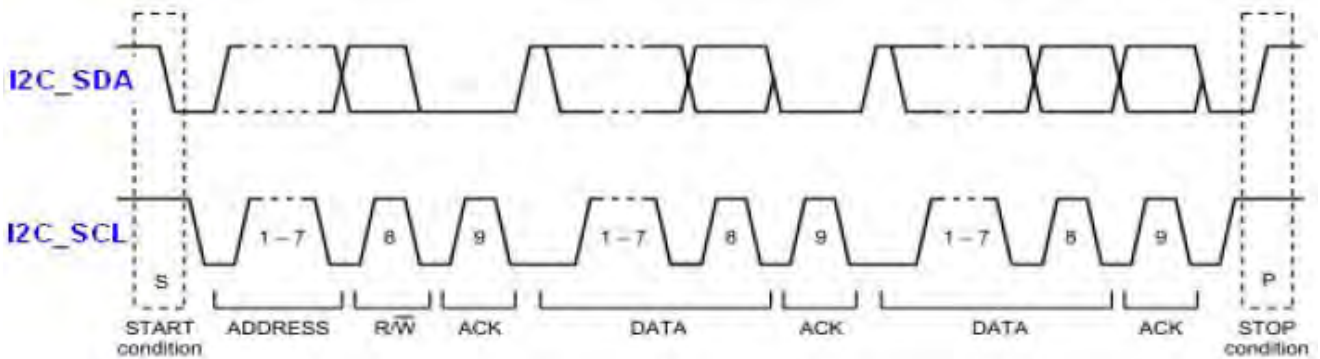 I2C_SDA
I2C_SCL
1 – 7
8
9
1 – 7
8
9
1 – 7
8
9
S
P
START
condition
ADDRESS
R/W̅
ACK
DATA
ACK
DATA
ACK
STOP
condition